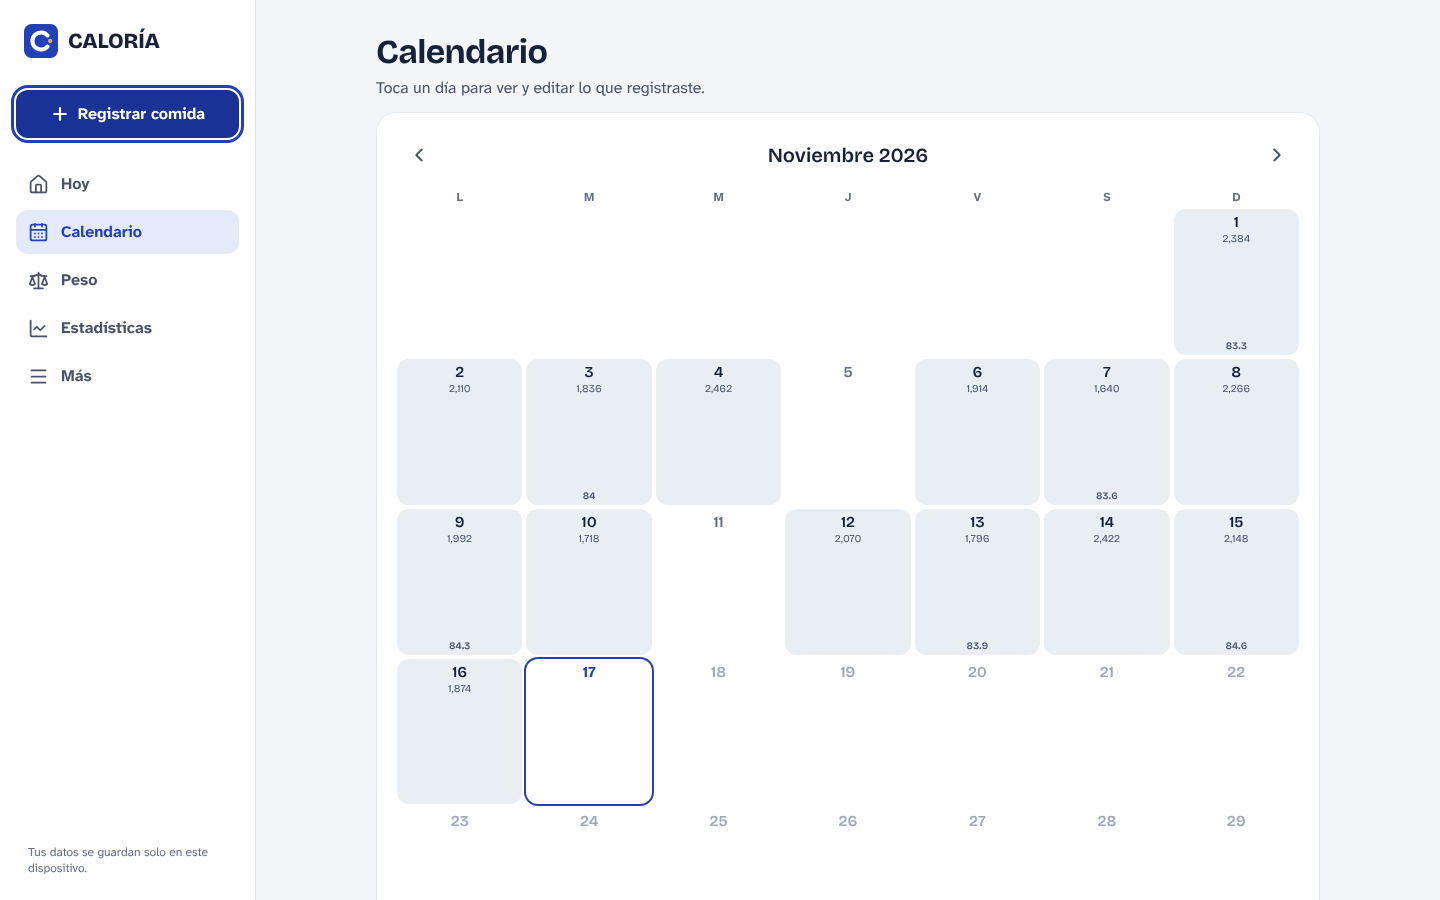 CALORÍA
Registrar comida
Hoy
Calendario
Peso
Estadísticas
Más
Tus datos se guardan solo en este
dispositivo.
Calendario
Toca un día para ver y editar lo que registraste.
Noviembre 2026
L M M J V S D
1
2,384
83.3
2 3 4 5 6 7 8
2,110 1,836 2,462 1,914 1,640 2,266
84 83.6
9 10 11 12 13 14 15
1,992 1,718 2,070 1,796 2,422 2,148
84.3 83.9 84.6
16 17 18 19 20 21 22
1,874
23 24 25 26 27 28 29